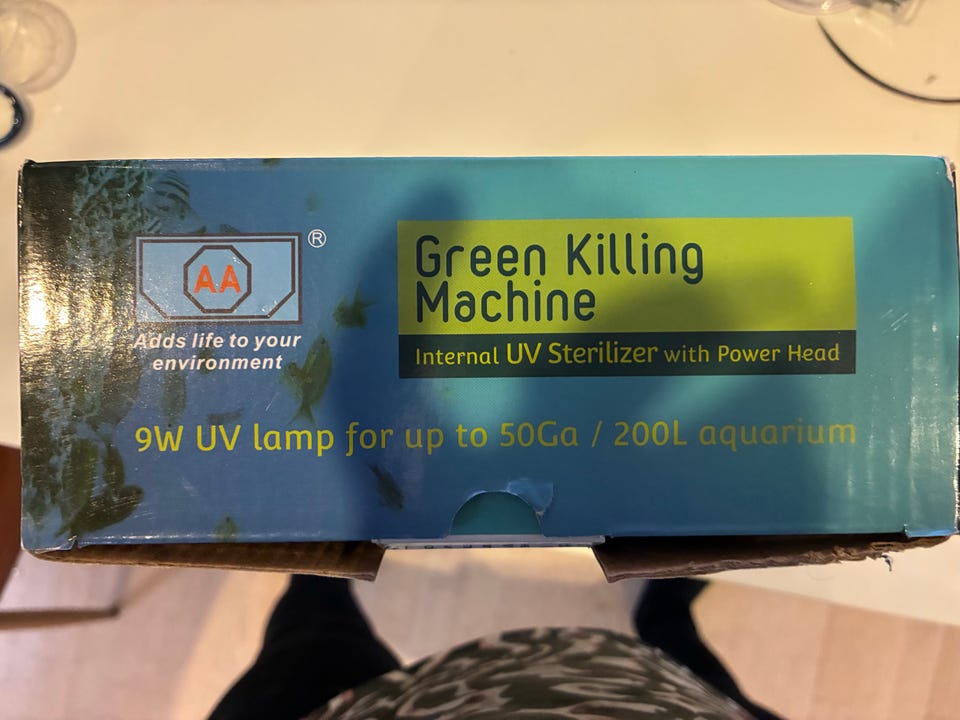 AA
®
Adds life to your
environment
Green Killing
Machine
Internal UV Sterilizer with Power Head
9W UV lamp for up to 50Ga / 200L aquarium